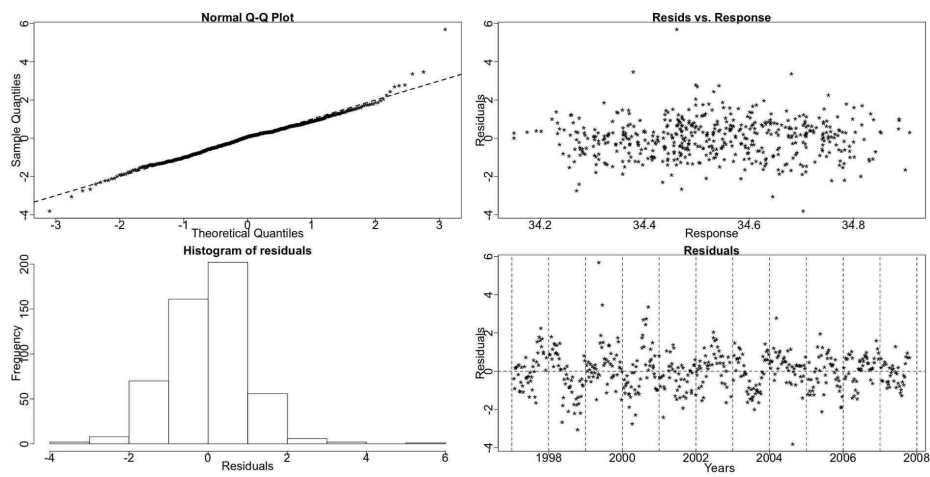 Normal Q-Q Plot
6
4
2
0
-2
-4
Sample Quantiles
-3 -2 -1 0 1 2 3
Theoretical Quantiles
Resids vs. Response
6
4
2
0
-2
-4
Residuals
34.2 34.4 34.6 34.8
Response
Histogram of residuals
200
150
100
50
0
Frequency
-4 -2 0 2 4 6
Residuals
Residuals
6
4
2
0
-2
-4
Residuals
1998 2000 2002 2004 2006 2008
Years